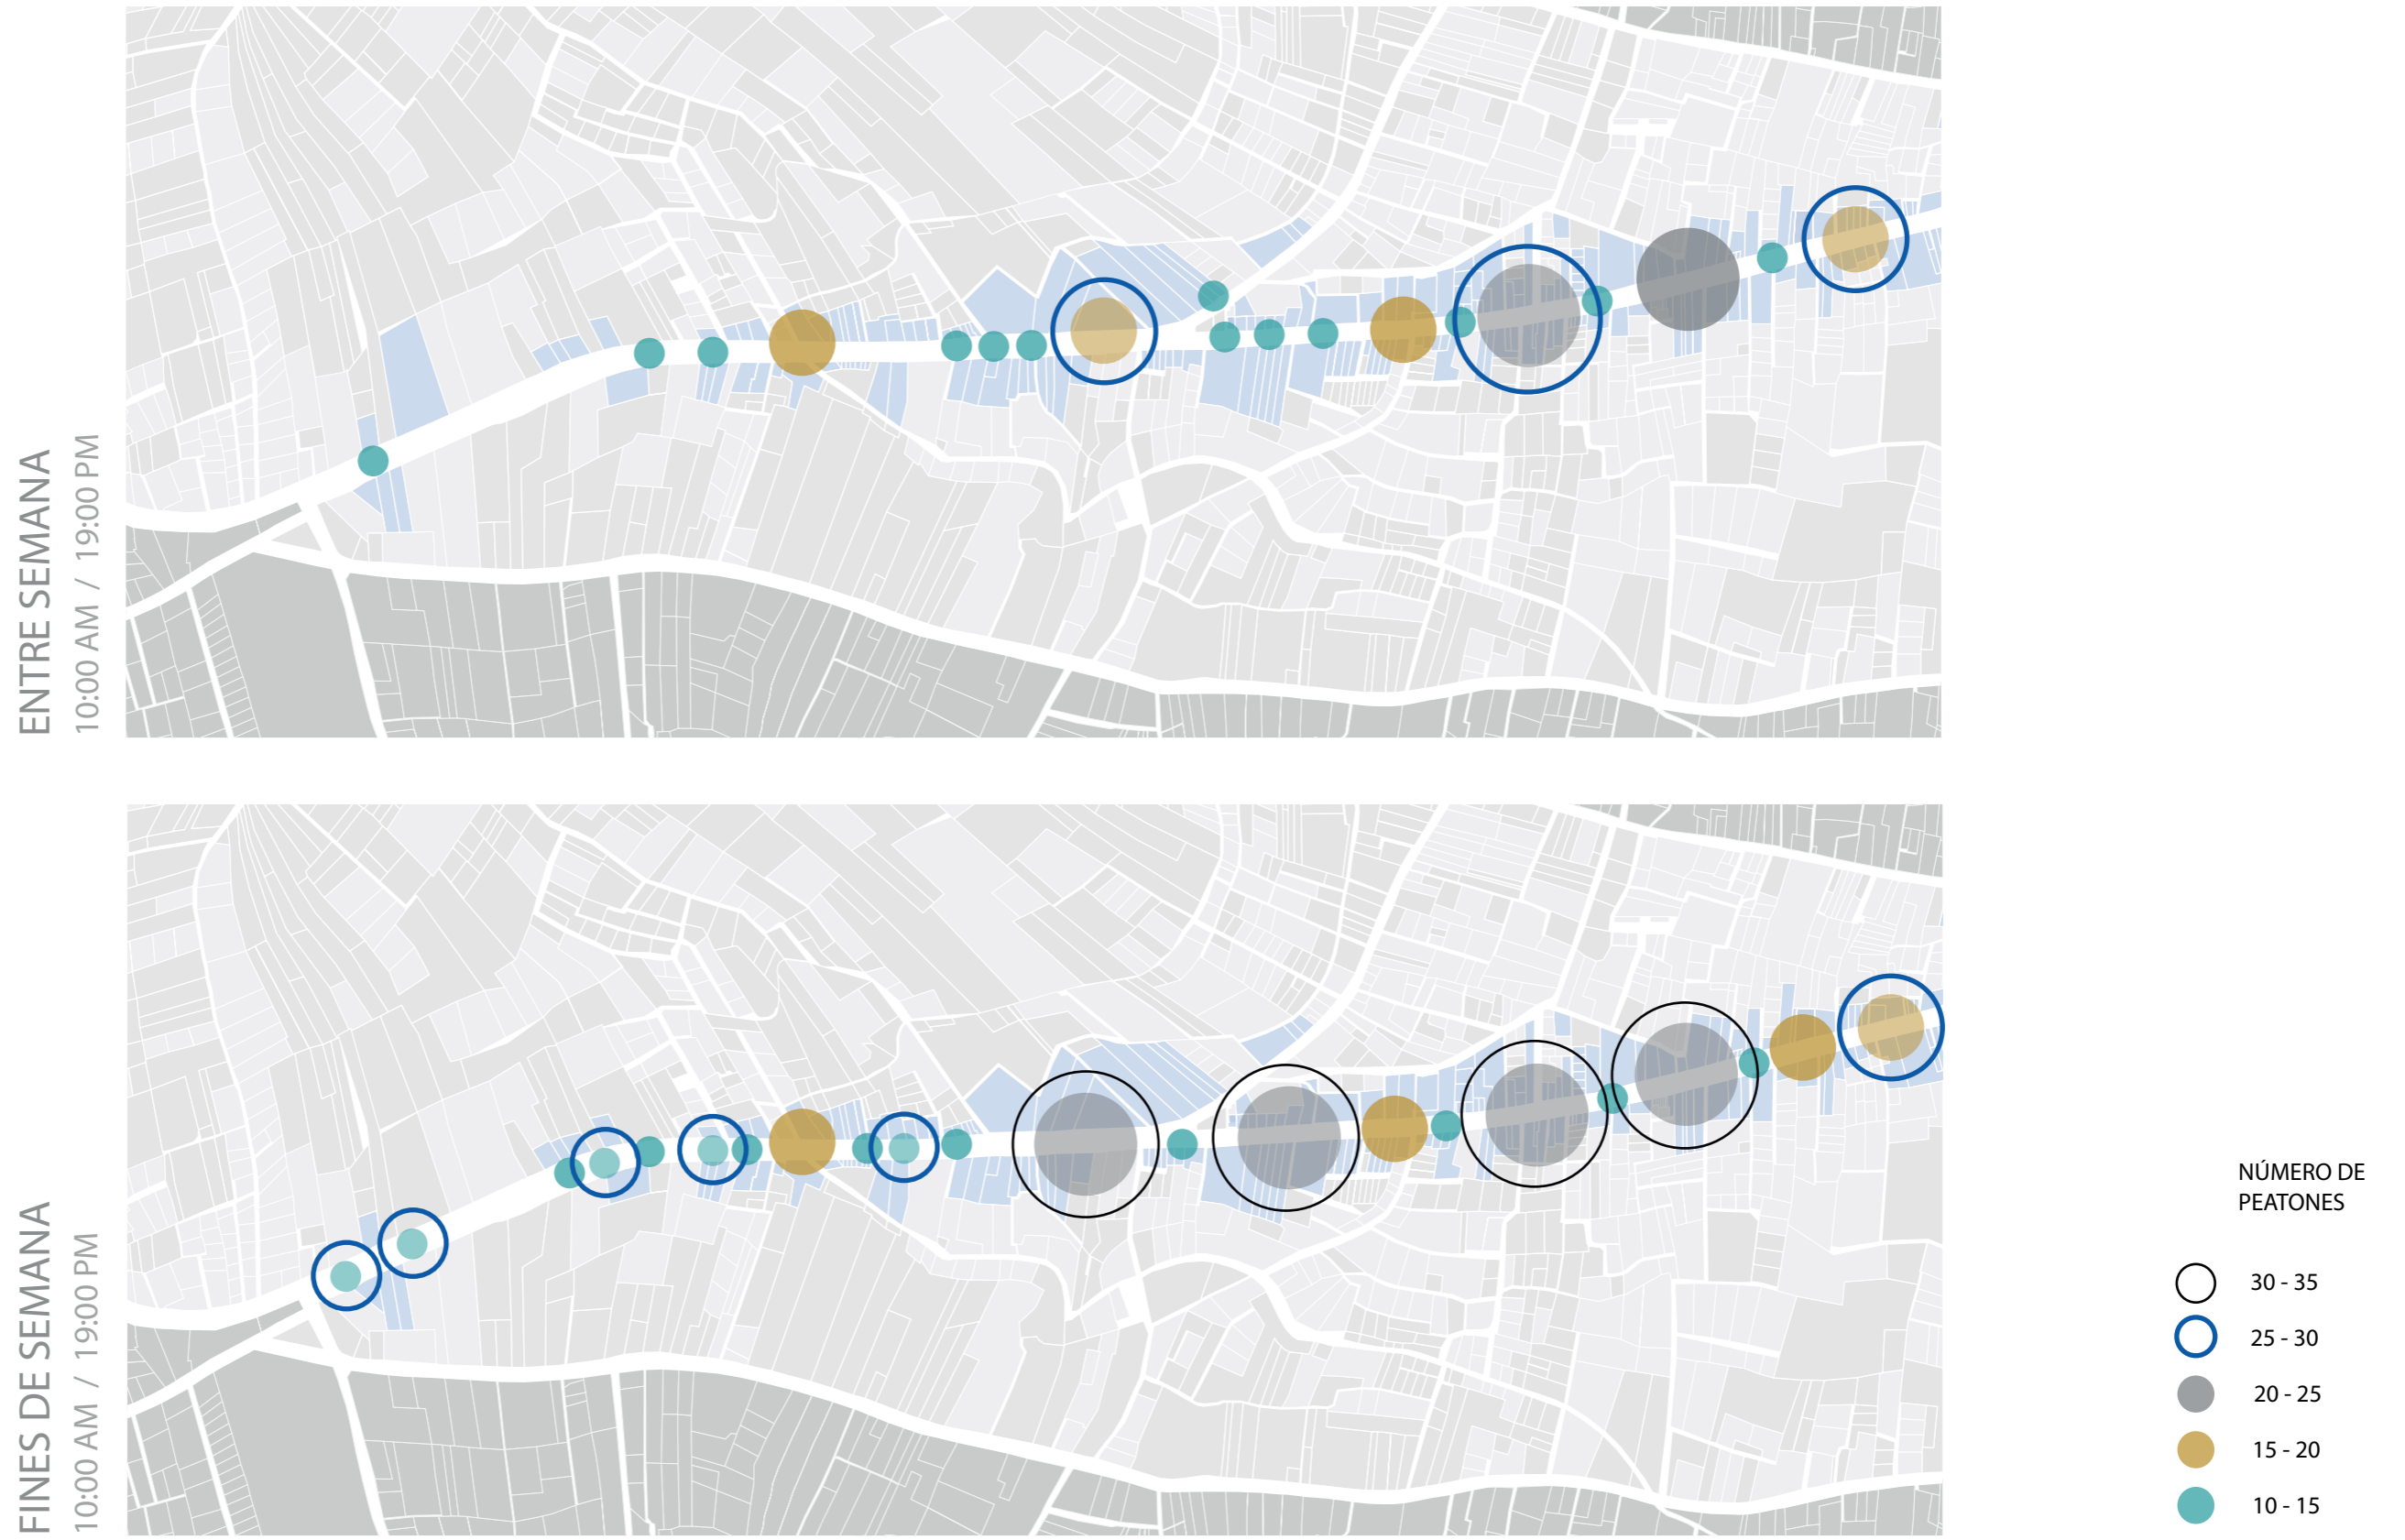 ENTRE SEMANA
10:00 AM / 19:00 PM
FINES DE SEMANA
10:00 AM / 19:00 PM
NÚMERO DE
PEATONES
30 - 35
25 - 30
20 - 25
15 - 20
10 - 15